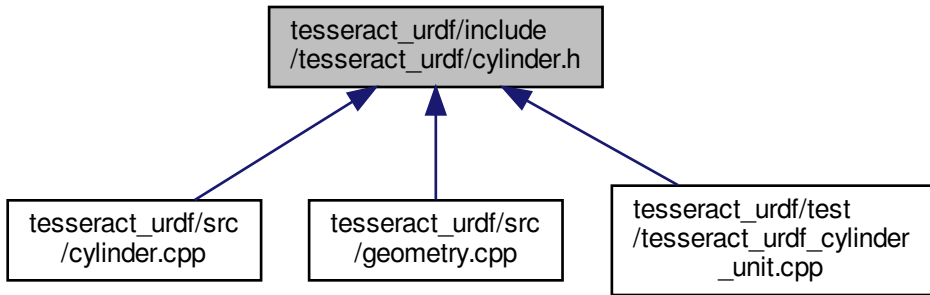 tesseract_urdf/include
/tesseract_urdf/cylinder.h
tesseract_urdf/src
/cylinder.cpp
tesseract_urdf/src
/geometry.cpp
tesseract_urdf/test
/tesseract_urdf_cylinder
_unit.cpp